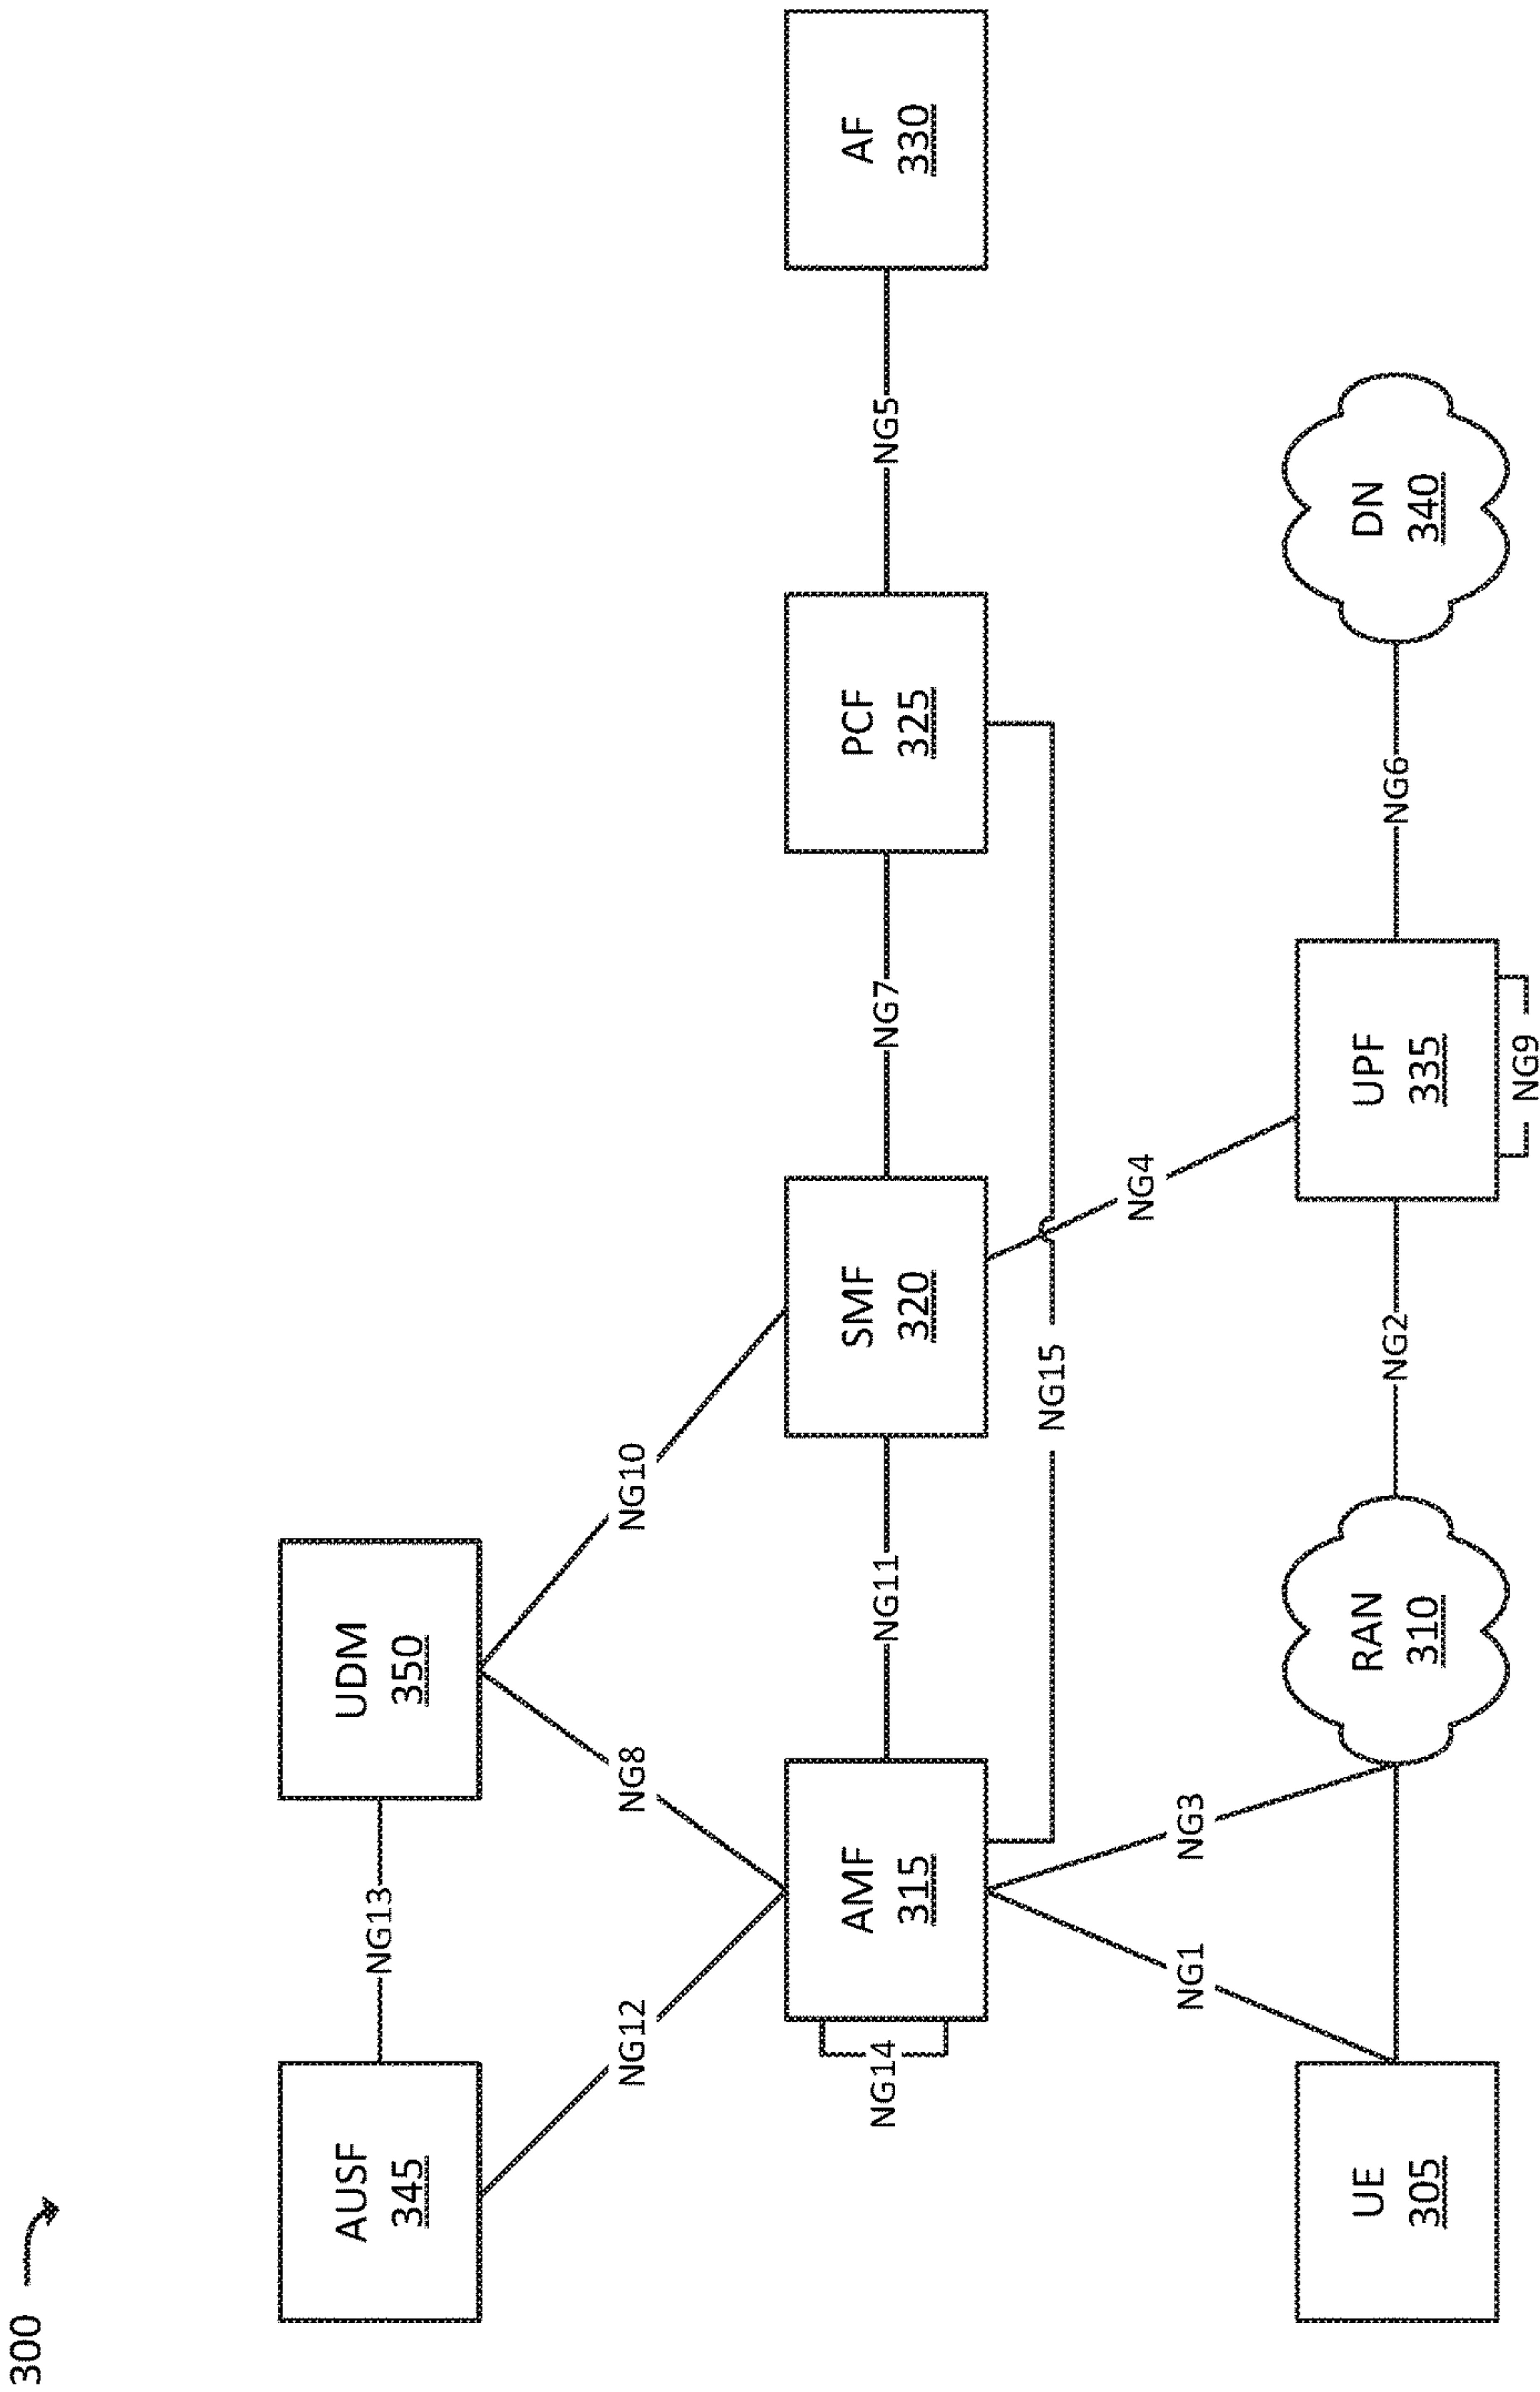 300
AUSF
345
NG13
UDM
350
NG12
NG8
NG10
NG14
AMF
315
NG11
SMF
320
NG7
PCF
325
NG5
AF
330
NG15
NG1
NG3
NG4
UE
305
RAN
310
NG2
UPF
335
NG6
DN
340
NG9